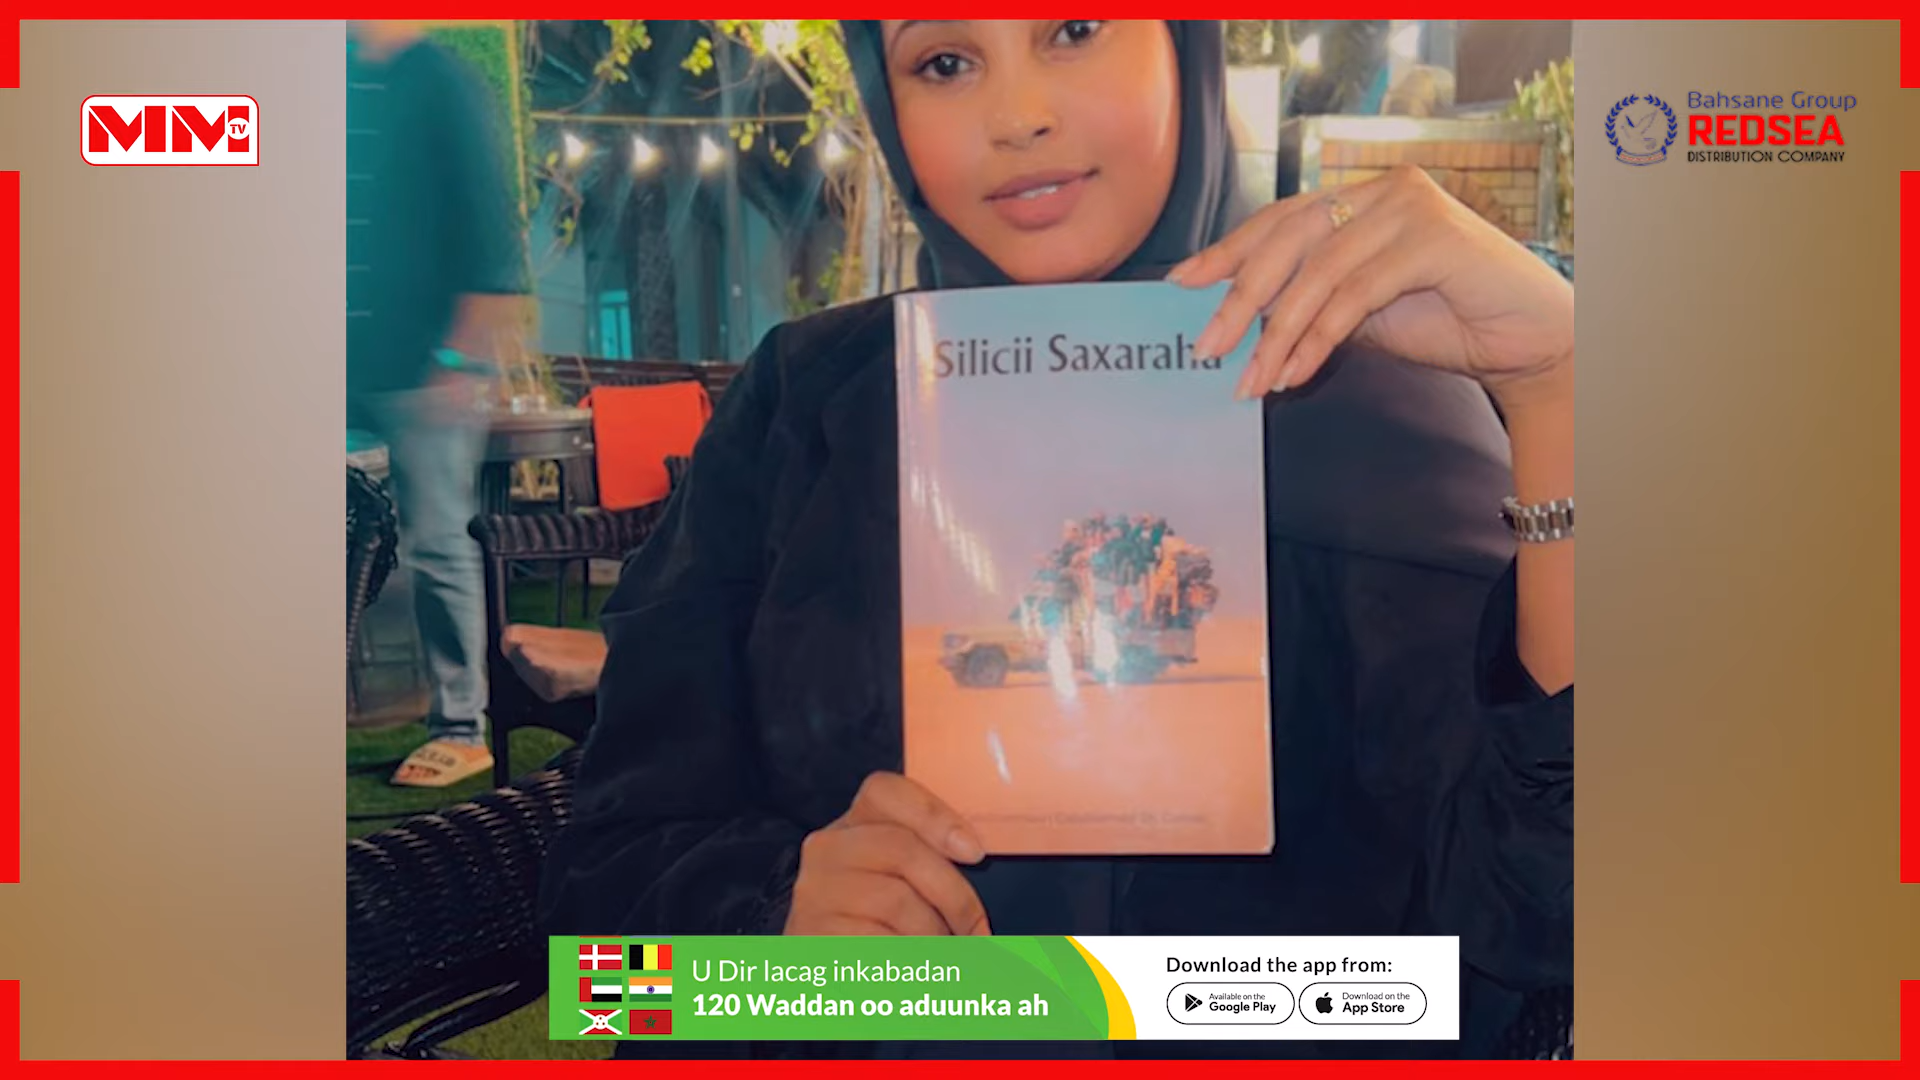 MM TV
Bahsane Group
REDSEA
DISTRIBUTION COMPANY
Silicii Saxaraha
U Dir lacag inkabadan
120 Waddan oo aduunka ah
Download the app from:
Available on the
Google Play
Download on the
App Store